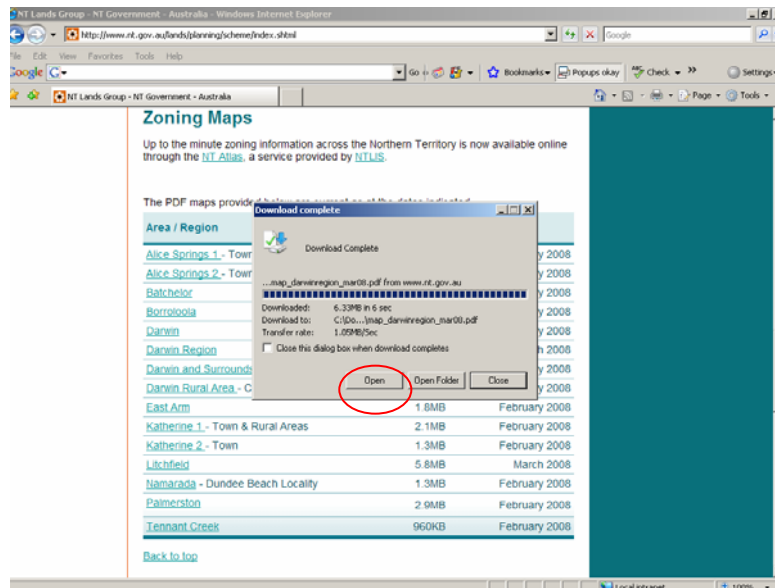 NT Lands Group - NT Government - Australia - Windows Internet Explorer
http://www.nt.gov.au/lands/planning/scheme/index.shtml
Google
File Edit View Favorites Tools Help
Google G Go Bookmarks Popups okay Check Settings
NT Lands Group - NT Government - Australia Page Tools
Zoning Maps
Up to the minute zoning information across the Northern Territory is now available online
through the NT Atlas, a service provided by NTLIS.
The PDF maps provided below are current as at the dates indicated
Area / Region
Alice Springs 1 - Town y 2008
Alice Springs 2 - Town y 2008
Batchelor y 2008
Borroloola y 2008
Darwin y 2008
Darwin Region h 2008
Darwin and Surrounds y 2008
Darwin Rural Area - C y 2008
East Arm 1.8MB February 2008
Katherine 1 - Town & Rural Areas 2.1MB February 2008
Katherine 2 - Town 1.3MB February 2008
Litchfield 5.8MB March 2008
Namarada - Dundee Beach Locality 1.3MB February 2008
Palmerston 2.9MB February 2008
Tennant Creek 960KB February 2008
Back to top
Download complete
Download Complete
...map_darwinregion_mar08.pdf from www.nt.gov.au
Downloaded: 6.33MB in 6 sec
Download to: C:\Do...\map_darwinregion_mar08.pdf
Transfer rate: 1.05MB/Sec
Close this dialog box when download completes
Open Open Folder Close
Local intranet 100%